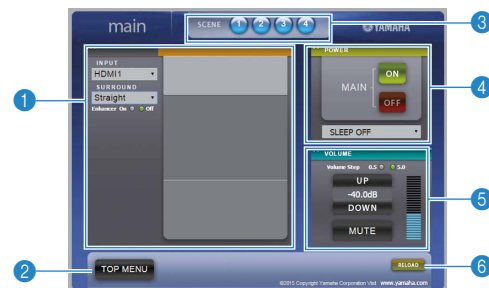 main
SCENE 1 2 3 4
YAMAHA
3
INPUT
HDMI1
SURROUND
Straight
Enhancer On Off
1
POWER
MAIN
ON
OFF
SLEEP OFF
4
VOLUME
Volume Step 0.5 5.0
UP
-40.0dB
DOWN
MUTE
5
2
TOP MENU
RELOAD
6
©2015 Copyright Yamaha Corporation Visit www.yamaha.com